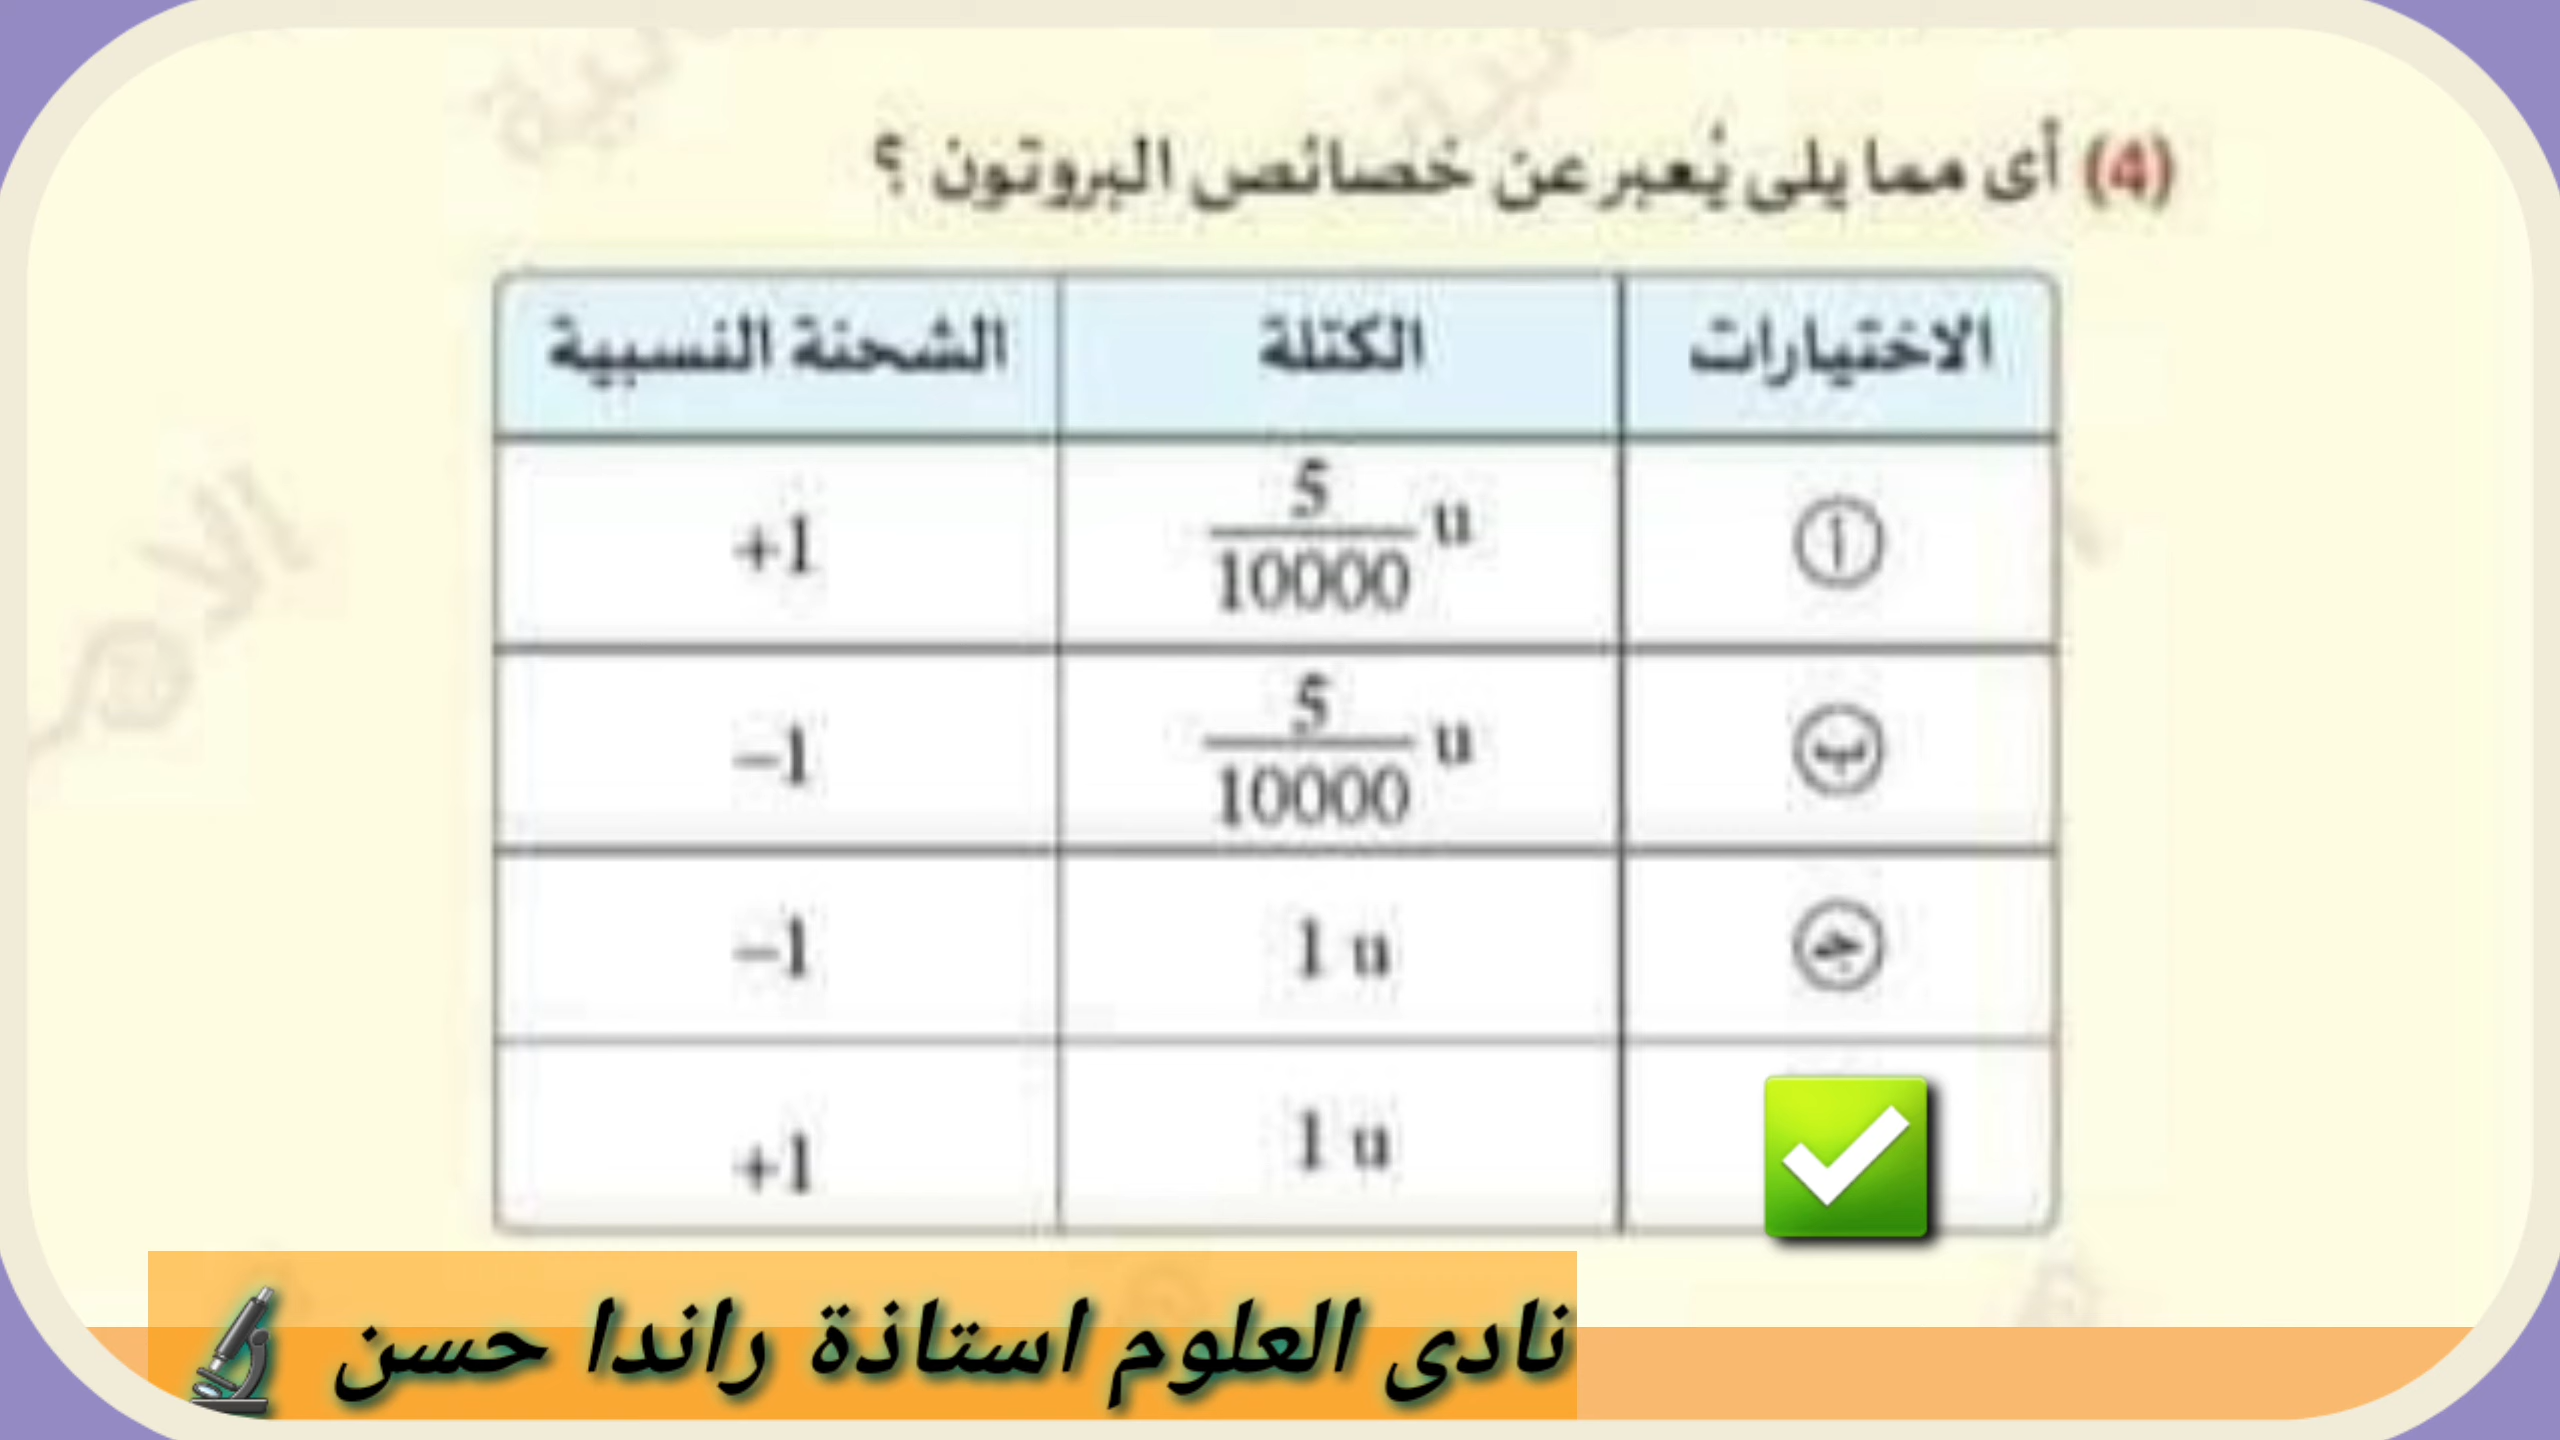 (4) أى مما يلى يُعبر عن خصائص البروتون ؟
الاختيارات الكتلة الشحنة النسبية
أ 5/10000 u +1
ب 5/10000 u −1
جـ 1 u −1
1 u +1
نادى العلوم استاذة راندا حسن